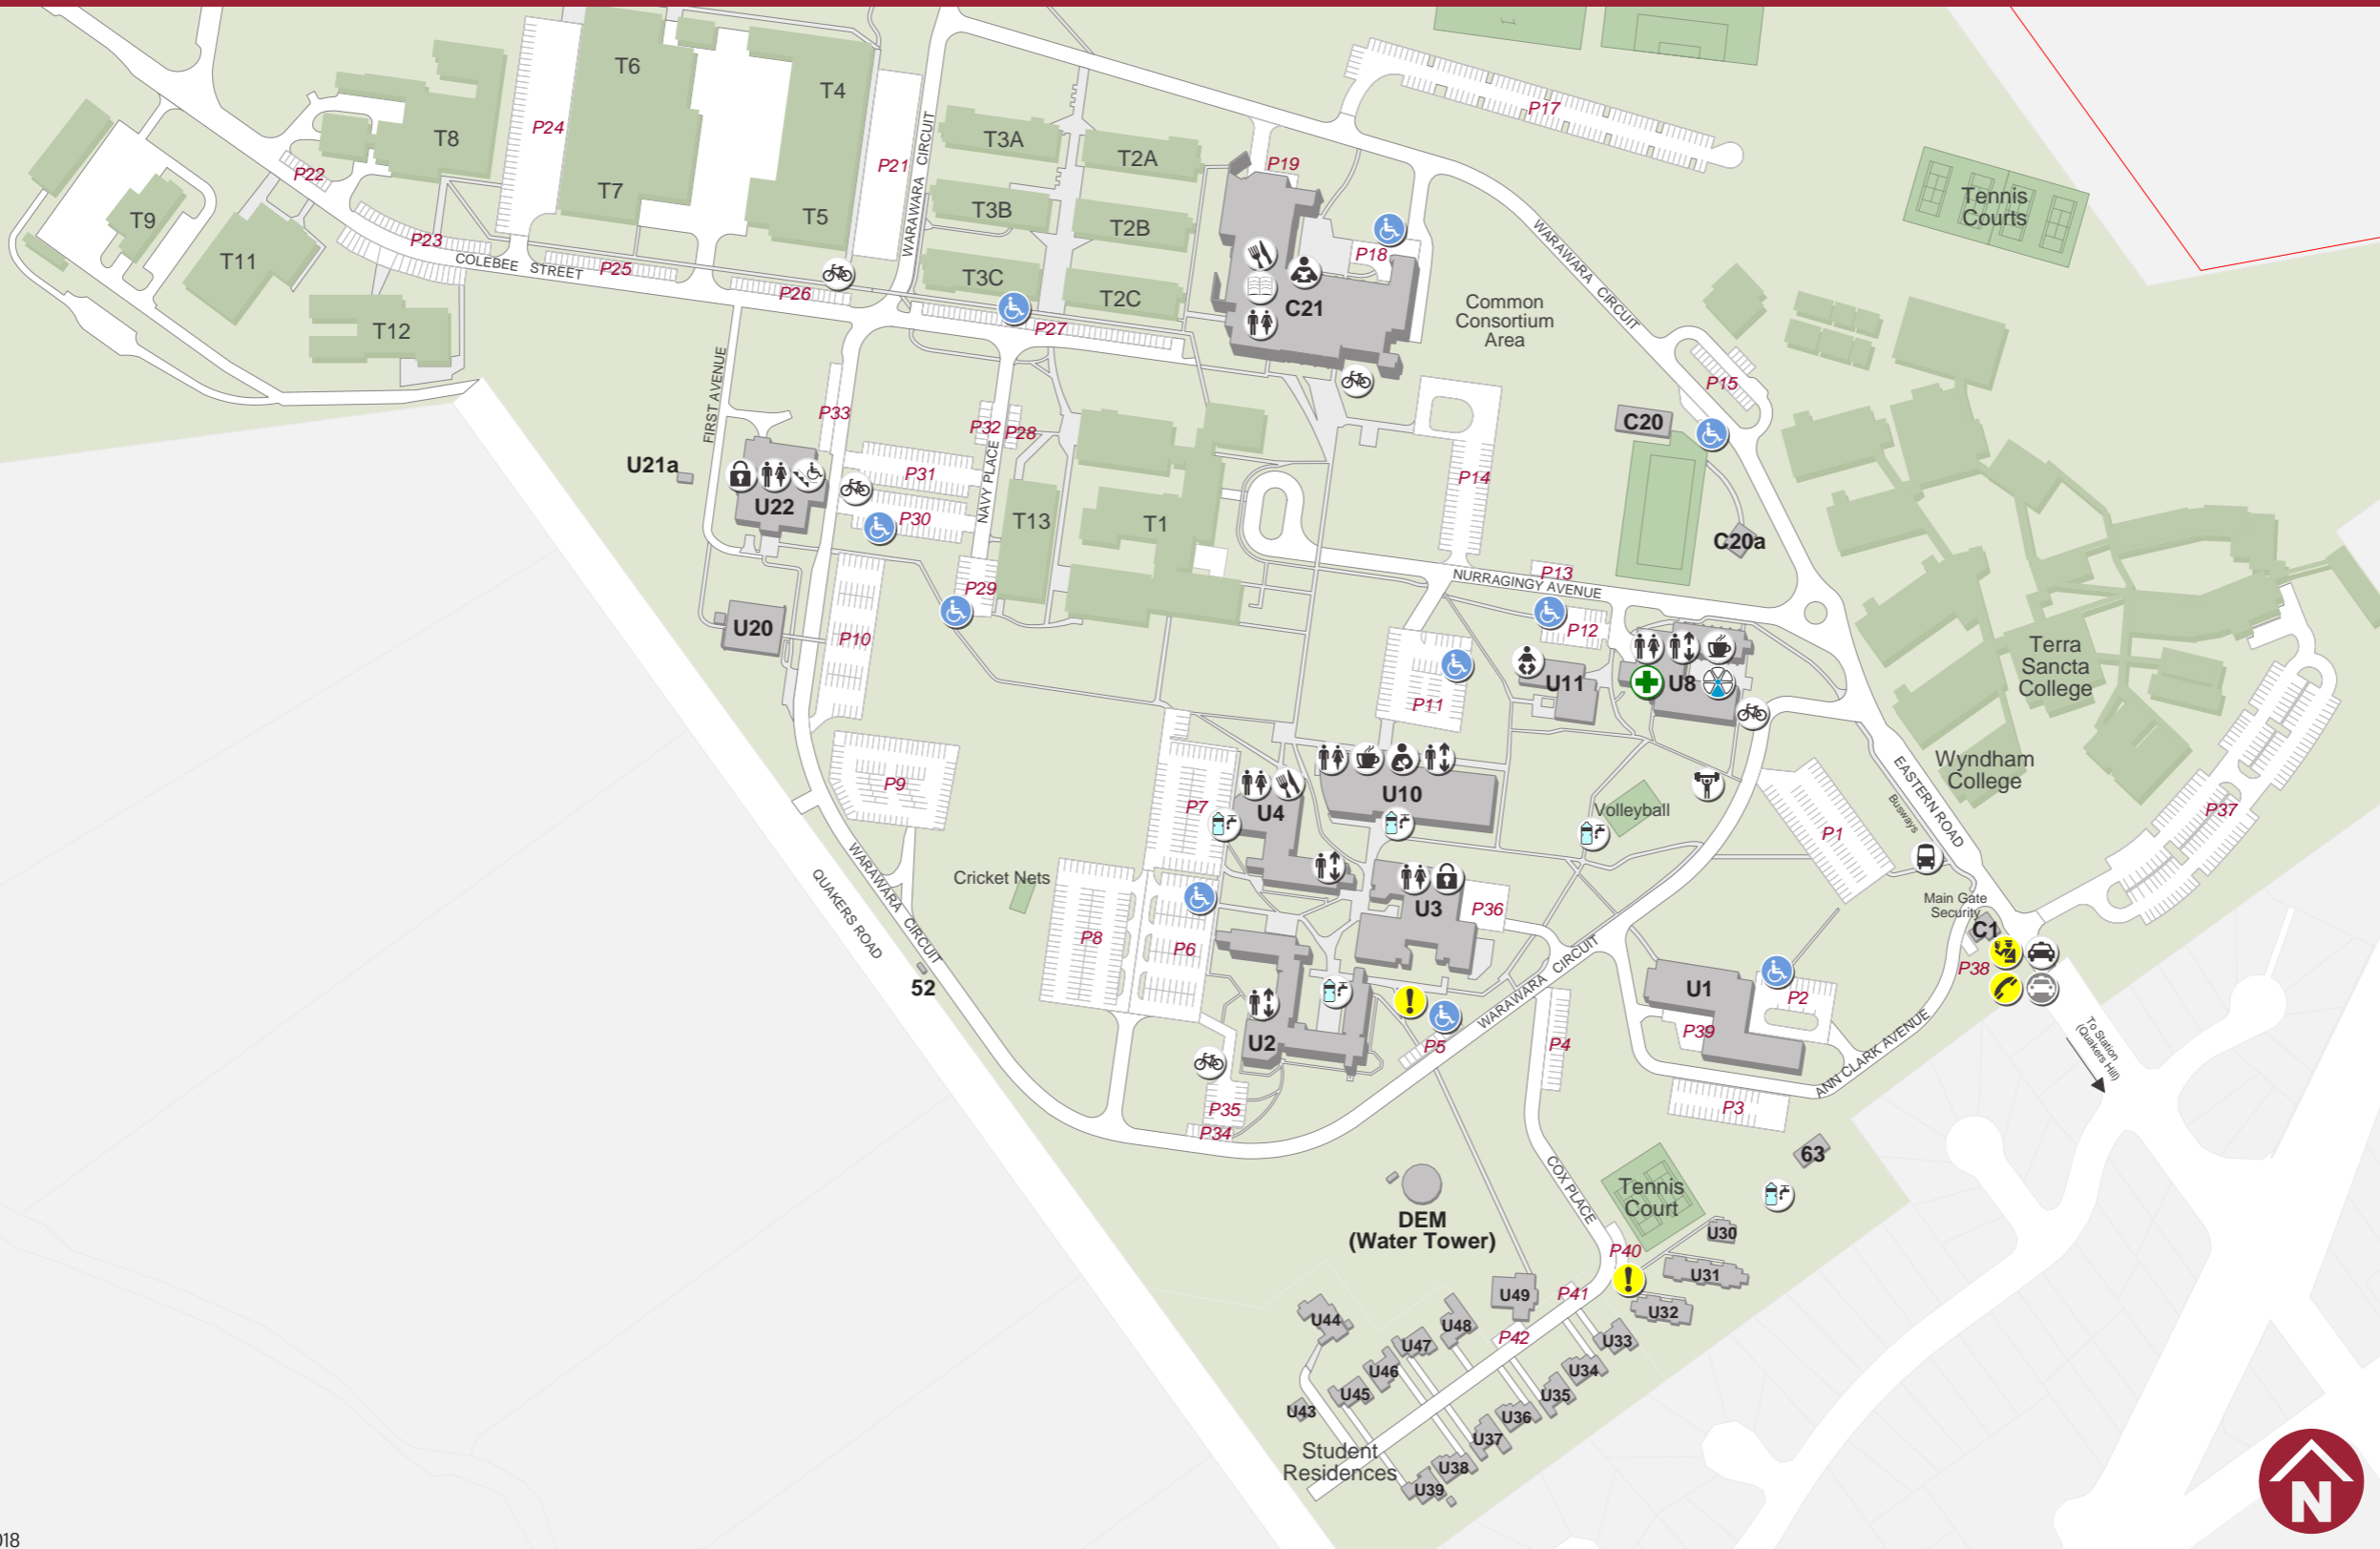 T6
T4
P24
T8
P21
WARAWARA CIRCUIT
T3A
T2A
P17
P19
P22
T7
T5
T3B
T2B
Tennis
Courts
T9
P23
T11
COLEBEE STREET
P25
P26
T3C
T2C
P18
C21
P27
Common
Consortium
Area
WARAWARA CIRCUIT
T12
FIRST AVENUE
P33
P32
P28
P15
C20
U21a
U22
P31
P30
NAVY PLACE
T13
T1
P14
C20a
P29
NURRAGINGY AVENUE
P13
P12
U20
P10
U11
U8
P11
Terra
Sancta
College
P9
P7
U4
U10
Volleyball
Wyndham
College
EASTERN ROAD
Busways
P1
P37
WARAWARA CIRCUIT
QUAKERS ROAD
Cricket Nets
U3
P36
Main Gate
Security
C1
P38
P8
P6
52
U1
P2
P39
WARAWARA CIRCUIT
U2
P5
P4
ANN CLARK AVENUE
To Station
(Quakers Hill)
P35
P34
P3
63
COX PLACE
Tennis
Court
DEM
(Water Tower)
U30
P40
U31
U49
P41
U32
U44
U48
U47
P42
U33
U46
U34
U45
U35
U43
U36
U37
Student
Residences
U38
U39
N
018